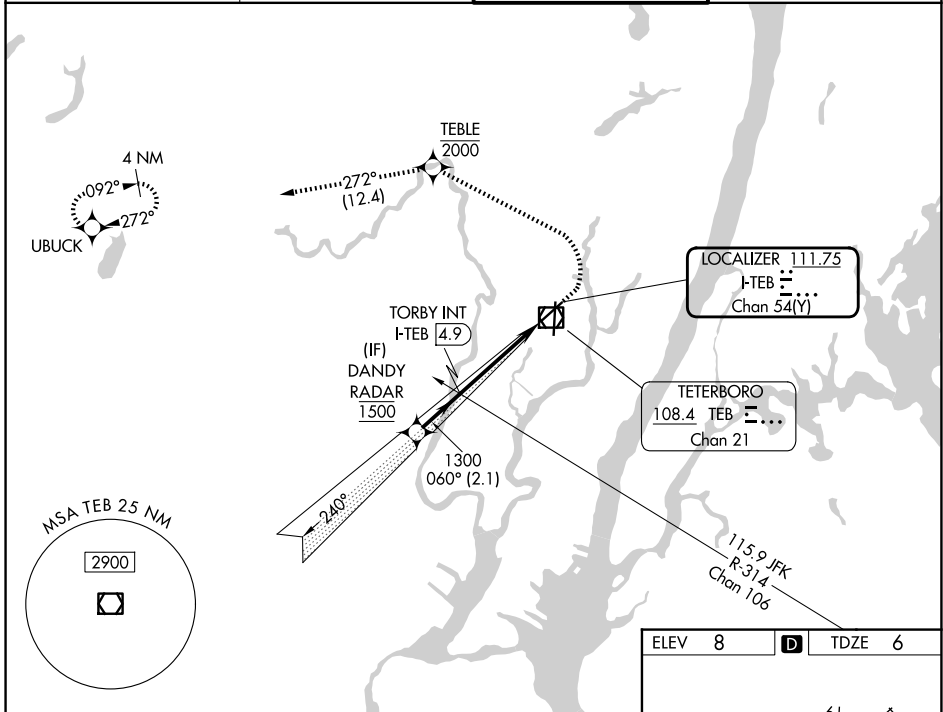 TEBLE
2000
4 NM
092°
272°
UBUCK
272°
(12.4)
LOCALIZER 111.75
I-TEB
Chan 54(Y)
TORBY INT
I-TEB 4.9
(IF)
DANDY
RADAR
1500
TETERBORO
108.4 TEB
Chan 21
1300
060° (2.1)
240°
MSA TEB 25 NM
2900
115.9 JFK
R-314
Chan 106
ELEV 8 D TDZE 6